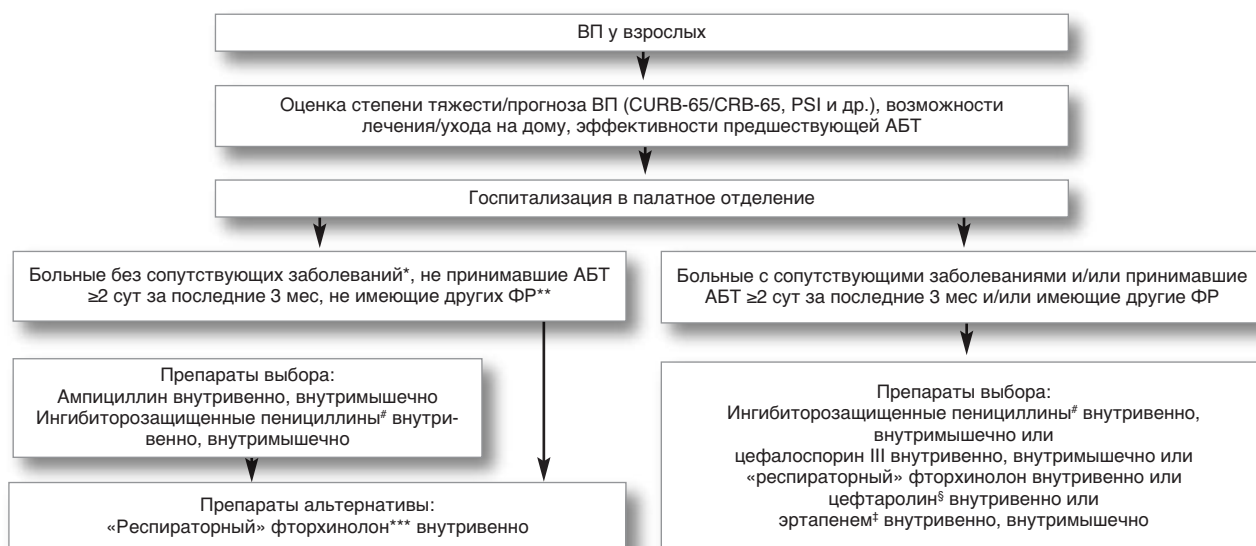 ВП у взрослых
Оценка степени тяжести/прогноза ВП (CURB-65/CRB-65, PSI и др.), возможности
лечения/ухода на дому, эффективности предшествующей АБТ
Госпитализация в палатное отделение
Больные без сопутствующих заболеваний*, не принимавшие АБТ
≥2 сут за последние 3 мес, не имеющие других ФР**
Больные с сопутствующими заболеваниями и/или принимавшие
АБТ ≥2 сут за последние 3 мес и/или имеющие другие ФР
Препараты выбора:
Ампициллин внутривенно, внутримышечно
Ингибиторозащищенные пенициллины# внутри-
венно, внутримышечно
Препараты альтернативы:
«Респираторный» фторхинолон*** внутривенно
Препараты выбора:
Ингибиторозащищенные пенициллины# внутривенно,
внутримышечно или
цефалоспорин III внутривенно, внутримышечно или
«респираторный» фторхинолон внутривенно или
цефтаролин§ внутривенно или
эртапенем‡ внутривенно, внутримышечно